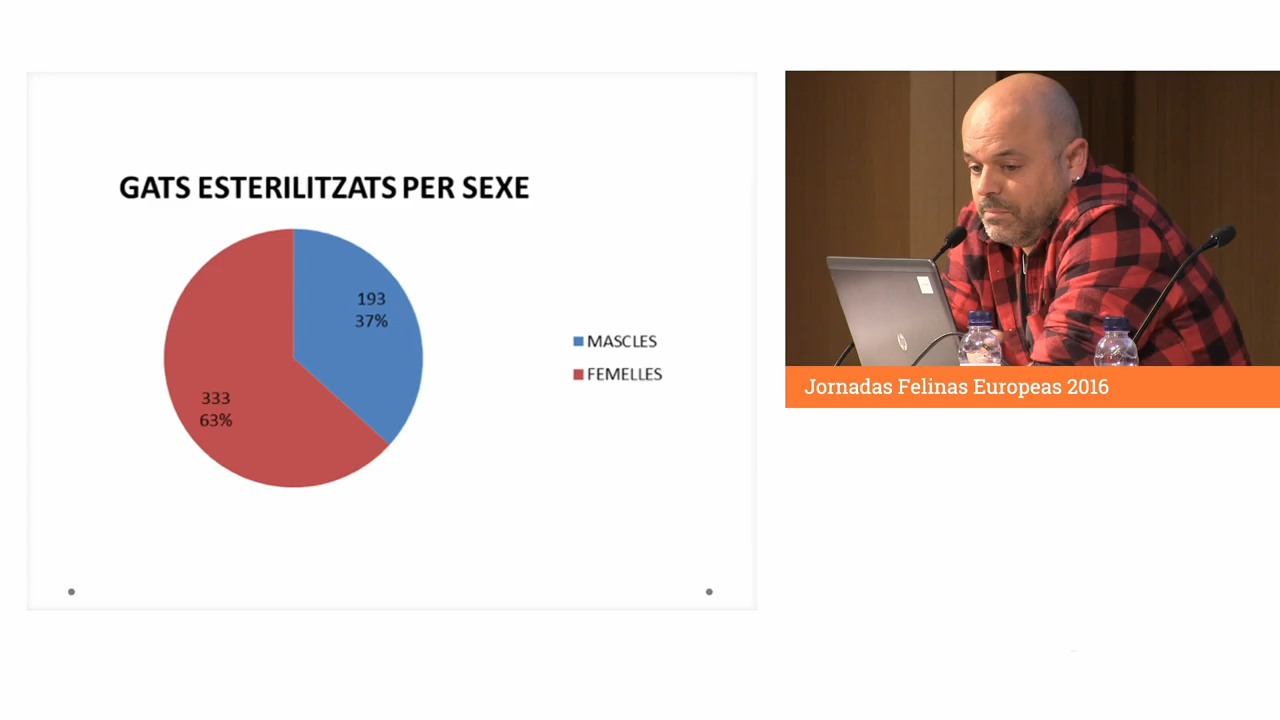 GATS ESTERILITZATS PER SEXE
193
37%
333
63%
MASCLES
FEMELLES
Jornadas Felinas Europeas 2016